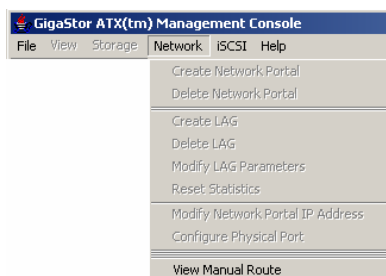 GigaStor ATX(tm) Management Console
File View Storage Network iSCSI Help
Create Network Portal
Delete Network Portal
Create LAG
Delete LAG
Modify LAG Parameters
Reset Statistics
Modify Network Portal IP Address
Configure Physical Port
View Manual Route